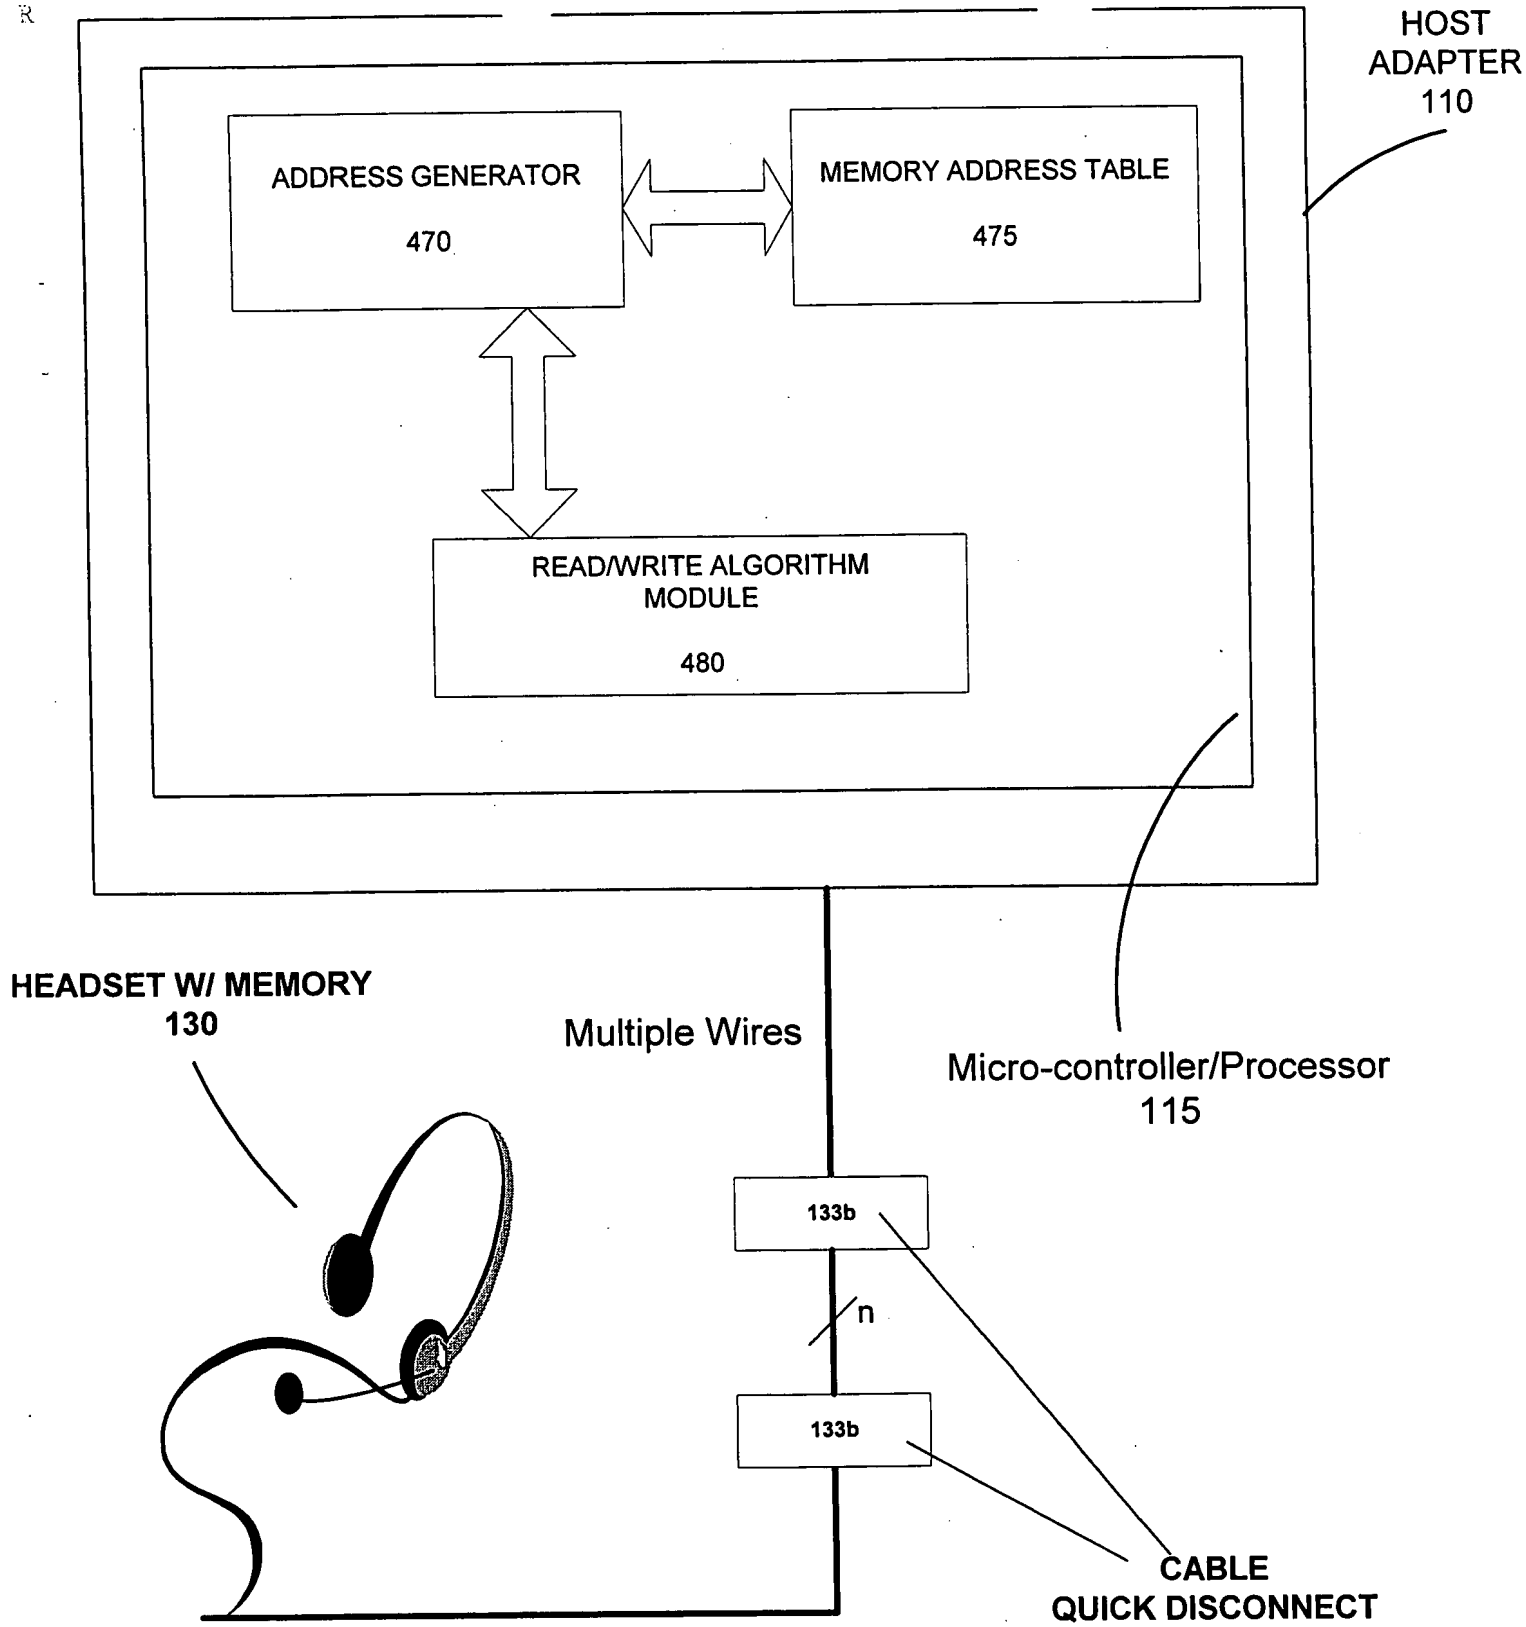 R
HOST
ADAPTER
110
ADDRESS GENERATOR
470
MEMORY ADDRESS TABLE
475
READ/WRITE ALGORITHM
MODULE
480
HEADSET W/ MEMORY
130
Multiple Wires
Micro-controller/Processor
115
133b
n
133b
CABLE
QUICK DISCONNECT